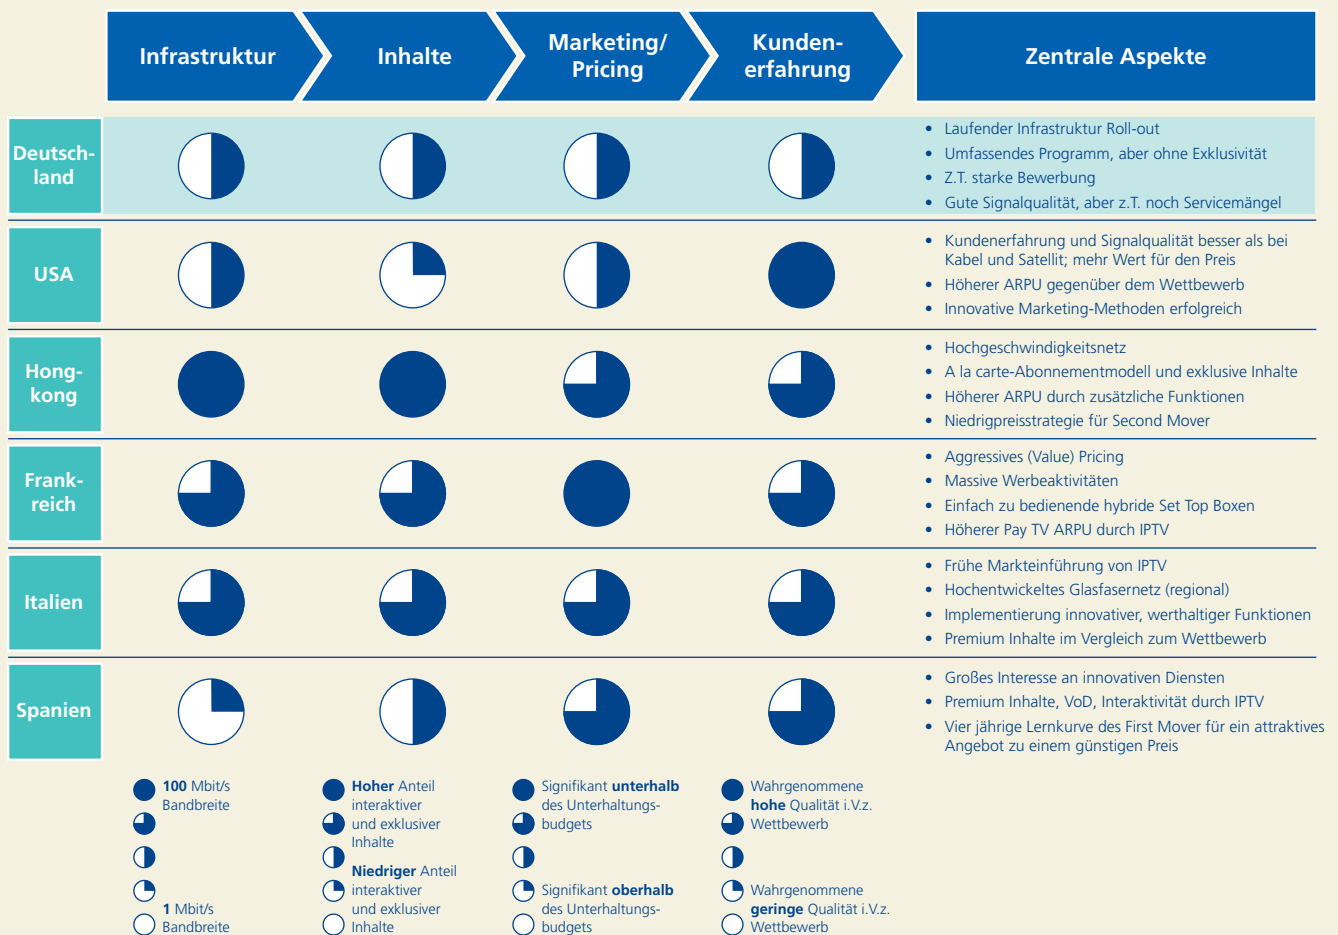 Infrastruktur
Inhalte
Marketing/
Pricing
Kunden-
erfahrung
Zentrale Aspekte
Deutsch-
land
• Laufender Infrastruktur Roll-out
• Umfassendes Programm, aber ohne Exklusivität
• Z.T. starke Bewerbung
• Gute Signalqualität, aber z.T. noch Servicemängel
USA
• Kundenerfahrung und Signalqualität besser als bei
Kabel und Satellit; mehr Wert für den Preis
• Höherer ARPU gegenüber dem Wettbewerb
• Innovative Marketing-Methoden erfolgreich
Hong-
kong
• Hochgeschwindigkeitsnetz
• A la carte-Abonnementmodell und exklusive Inhalte
• Höherer ARPU durch zusätzliche Funktionen
• Niedrigpreisstrategie für Second Mover
Frank-
reich
• Aggressives (Value) Pricing
• Massive Werbeaktivitäten
• Einfach zu bedienende hybride Set Top Boxen
• Höherer Pay TV ARPU durch IPTV
Italien
• Frühe Markteinführung von IPTV
• Hochentwickeltes Glasfasernetz (regional)
• Implementierung innovativer, werthaltiger Funktionen
• Premium Inhalte im Vergleich zum Wettbewerb
Spanien
• Großes Interesse an innovativen Diensten
• Premium Inhalte, VoD, Interaktivität durch IPTV
• Vier jährige Lernkurve des First Mover für ein attraktives
Angebot zu einem günstigen Preis
100 Mbit/s
Bandbreite
1 Mbit/s
Bandbreite
Hoher Anteil
interaktiver
und exklusiver
Inhalte
Niedriger Anteil
interaktiver
und exklusiver
Inhalte
Signifikant unterhalb
des Unterhaltungs-
budgets
Signifikant oberhalb
des Unterhaltungs-
budgets
Wahrgenommene
hohe Qualität i.V.z.
Wettbewerb
Wahrgenommene
geringe Qualität i.V.z.
Wettbewerb